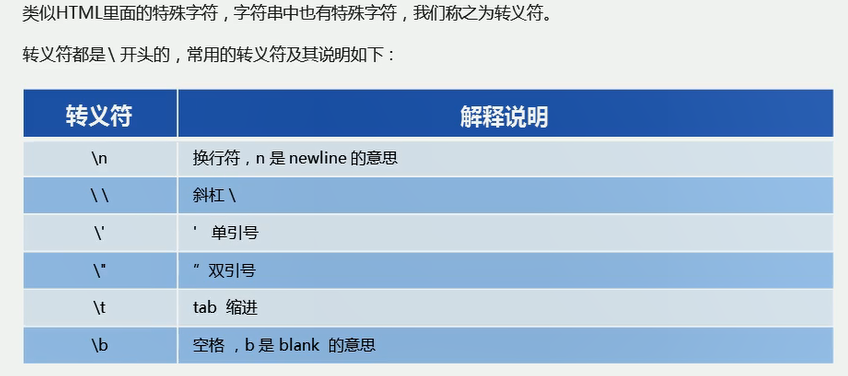 类似HTML里面的特殊字符，字符串中也有特殊字符，我们称之为转义符。
转义符都是 \ 开头的，常用的转义符及其说明如下：
转义符 解释说明
\n 换行符，n 是 newline 的意思
\ \ 斜杠 \
\' ' 单引号
\" ” 双引号
\t tab 缩进
\b 空格 ，b 是 blank 的意思